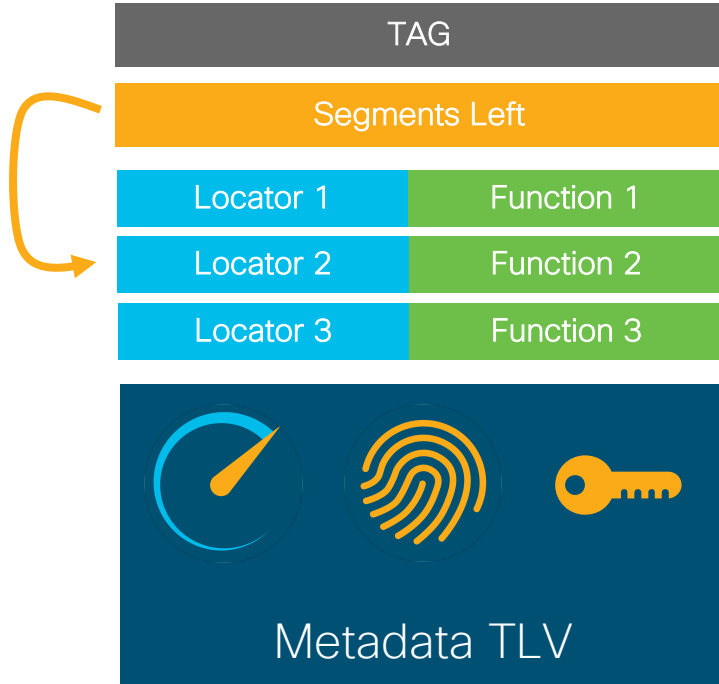 TAG
Segments Left
Locator 1 Function 1
Locator 2 Function 2
Locator 3 Function 3
Metadata TLV